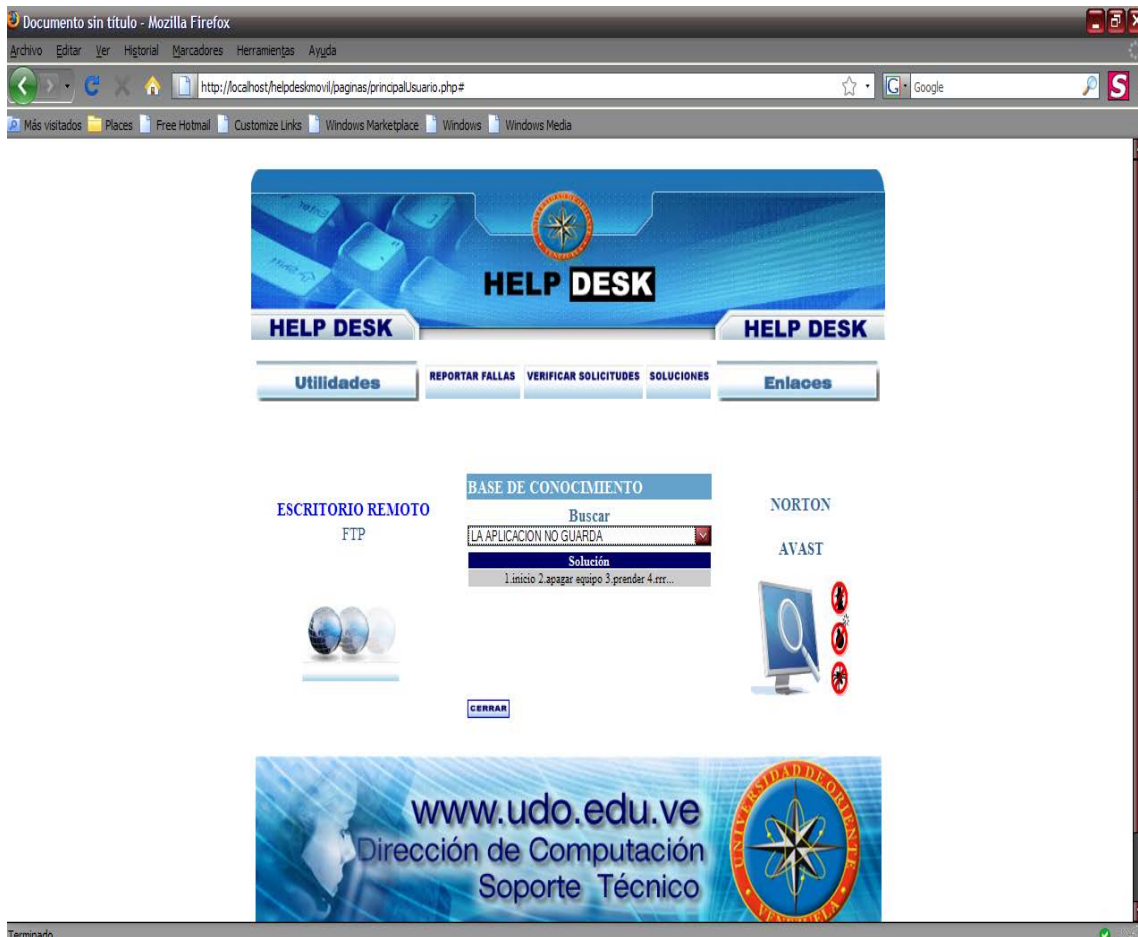 Documento sin título - Mozilla Firefox
Archivo Editar Ver Historial Marcadores Herramientas Ayuda
http://localhost/helpdeskmovil/paginas/principalUsuario.php#
Google
Más visitados Places Free Hotmail Customize Links Windows Marketplace Windows Windows Media
HELP DESK
HELP DESK
HELP DESK
Utilidades
REPORTAR FALLAS VERIFICAR SOLICITUDES SOLUCIONES
Enlaces
BASE DE CONOCIMIENTO
ESCRITORIO REMOTO
FTP
Buscar
LA APLICACION NO GUARDA
Solución
1.inicio 2.apagar equipo 3.prender 4.rrr...
NORTON
AVAST
CERRAR
www.udo.edu.ve
Dirección de Computación
Soporte Técnico
UNIVERSIDAD DE ORIENTE
VENEZUELA
Terminado